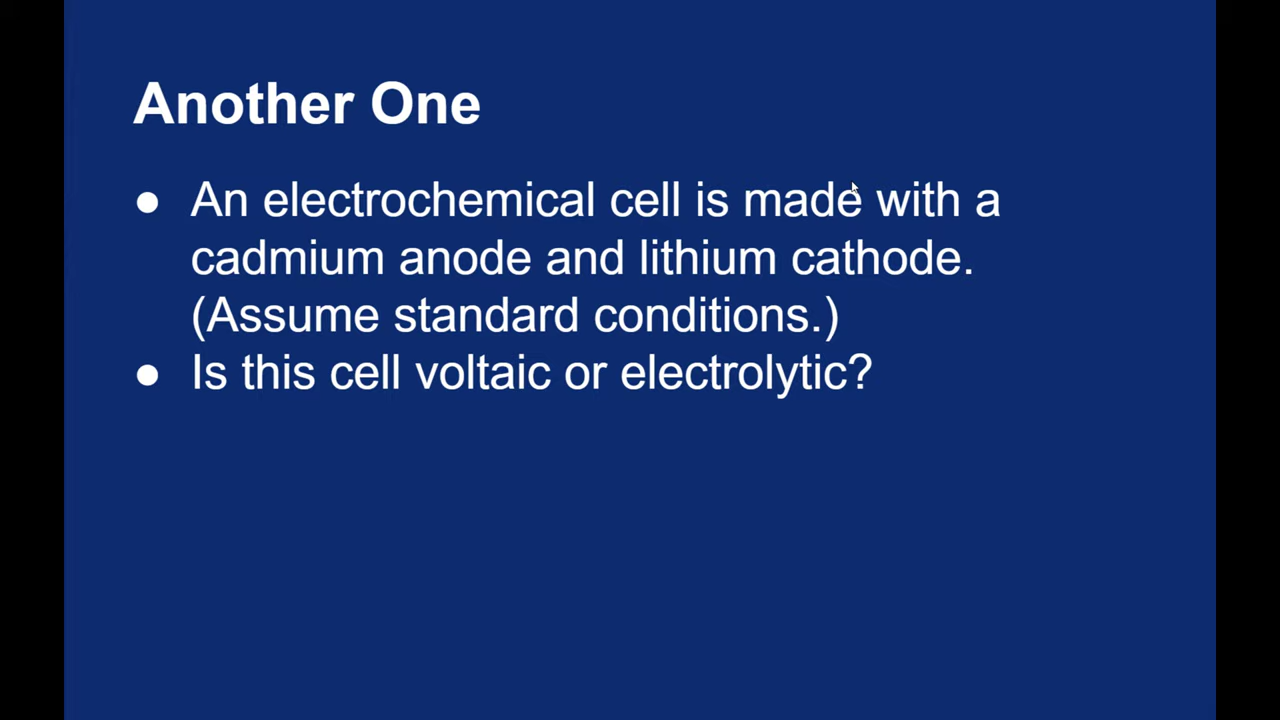 Another One
● An electrochemical cell is made with a
cadmium anode and lithium cathode.
(Assume standard conditions.)
● Is this cell voltaic or electrolytic?